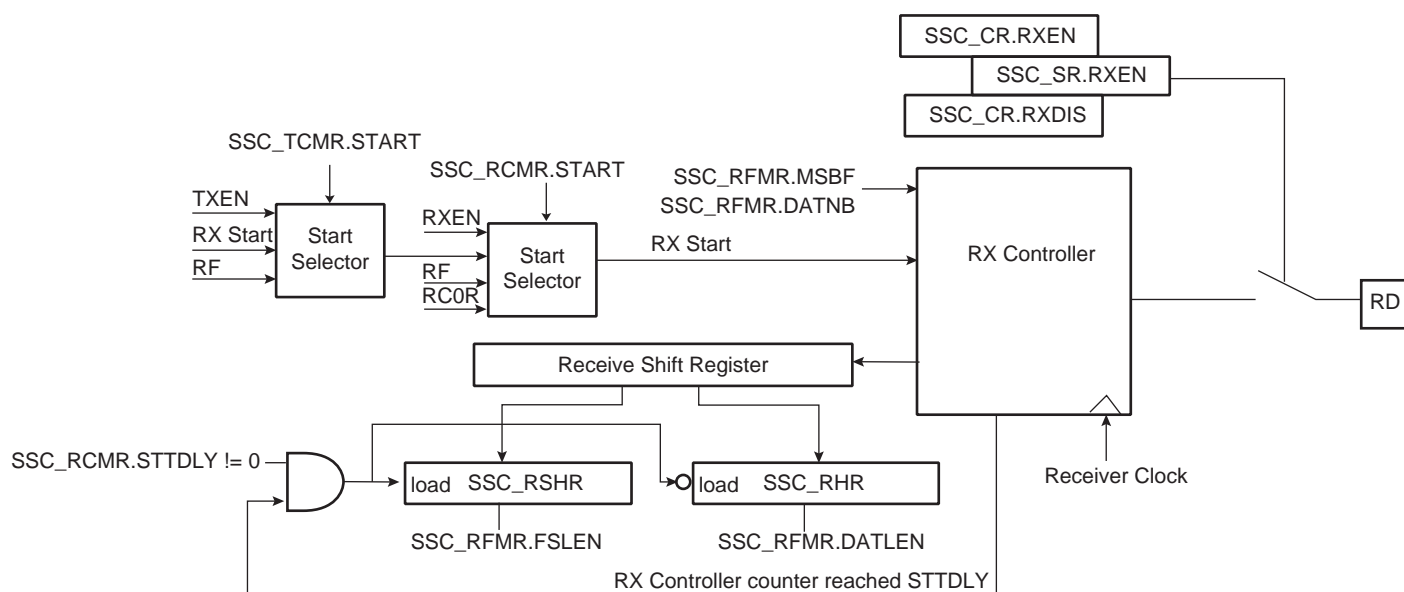 SSC_CR.RXEN
SSC_SR.RXEN
SSC_CR.RXDIS
SSC_TCMR.START
SSC_RCMR.START
SSC_RFMR.MSBF
SSC_RFMR.DATNB
TXEN
RX Start
RF
Start
Selector
RXEN
RF
RC0R
Start
Selector
RX Start
RX Controller
RD
Receive Shift Register
SSC_RCMR.STTDLY != 0
load
SSC_RSHR
load
SSC_RHR
Receiver Clock
SSC_RFMR.FSLEN
SSC_RFMR.DATLEN
RX Controller counter reached STTDLY